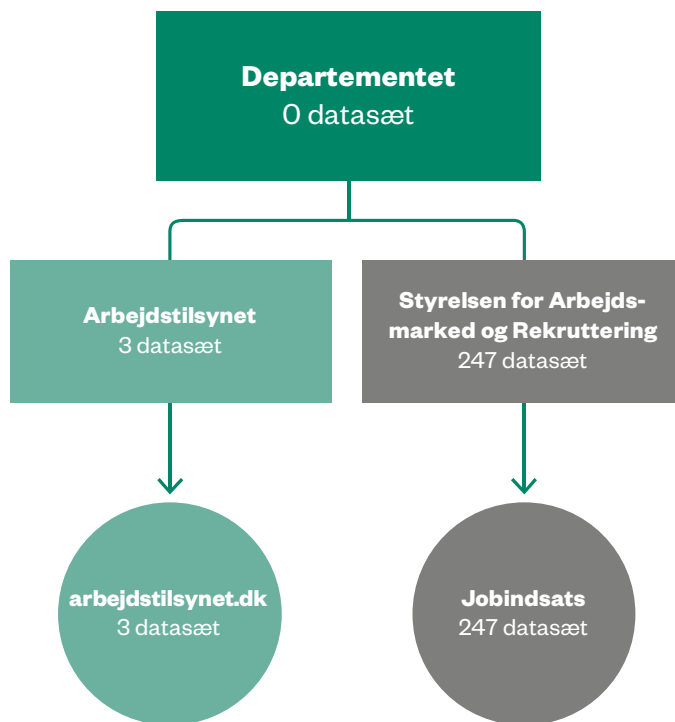 Departementet
0 datasæt
Arbejdstilsynet
3 datasæt
Styrelsen for Arbejds-
marked og Rekruttering
247 datasæt
arbejdstilsynet.dk
3 datasæt
Jobindsats
247 datasæt